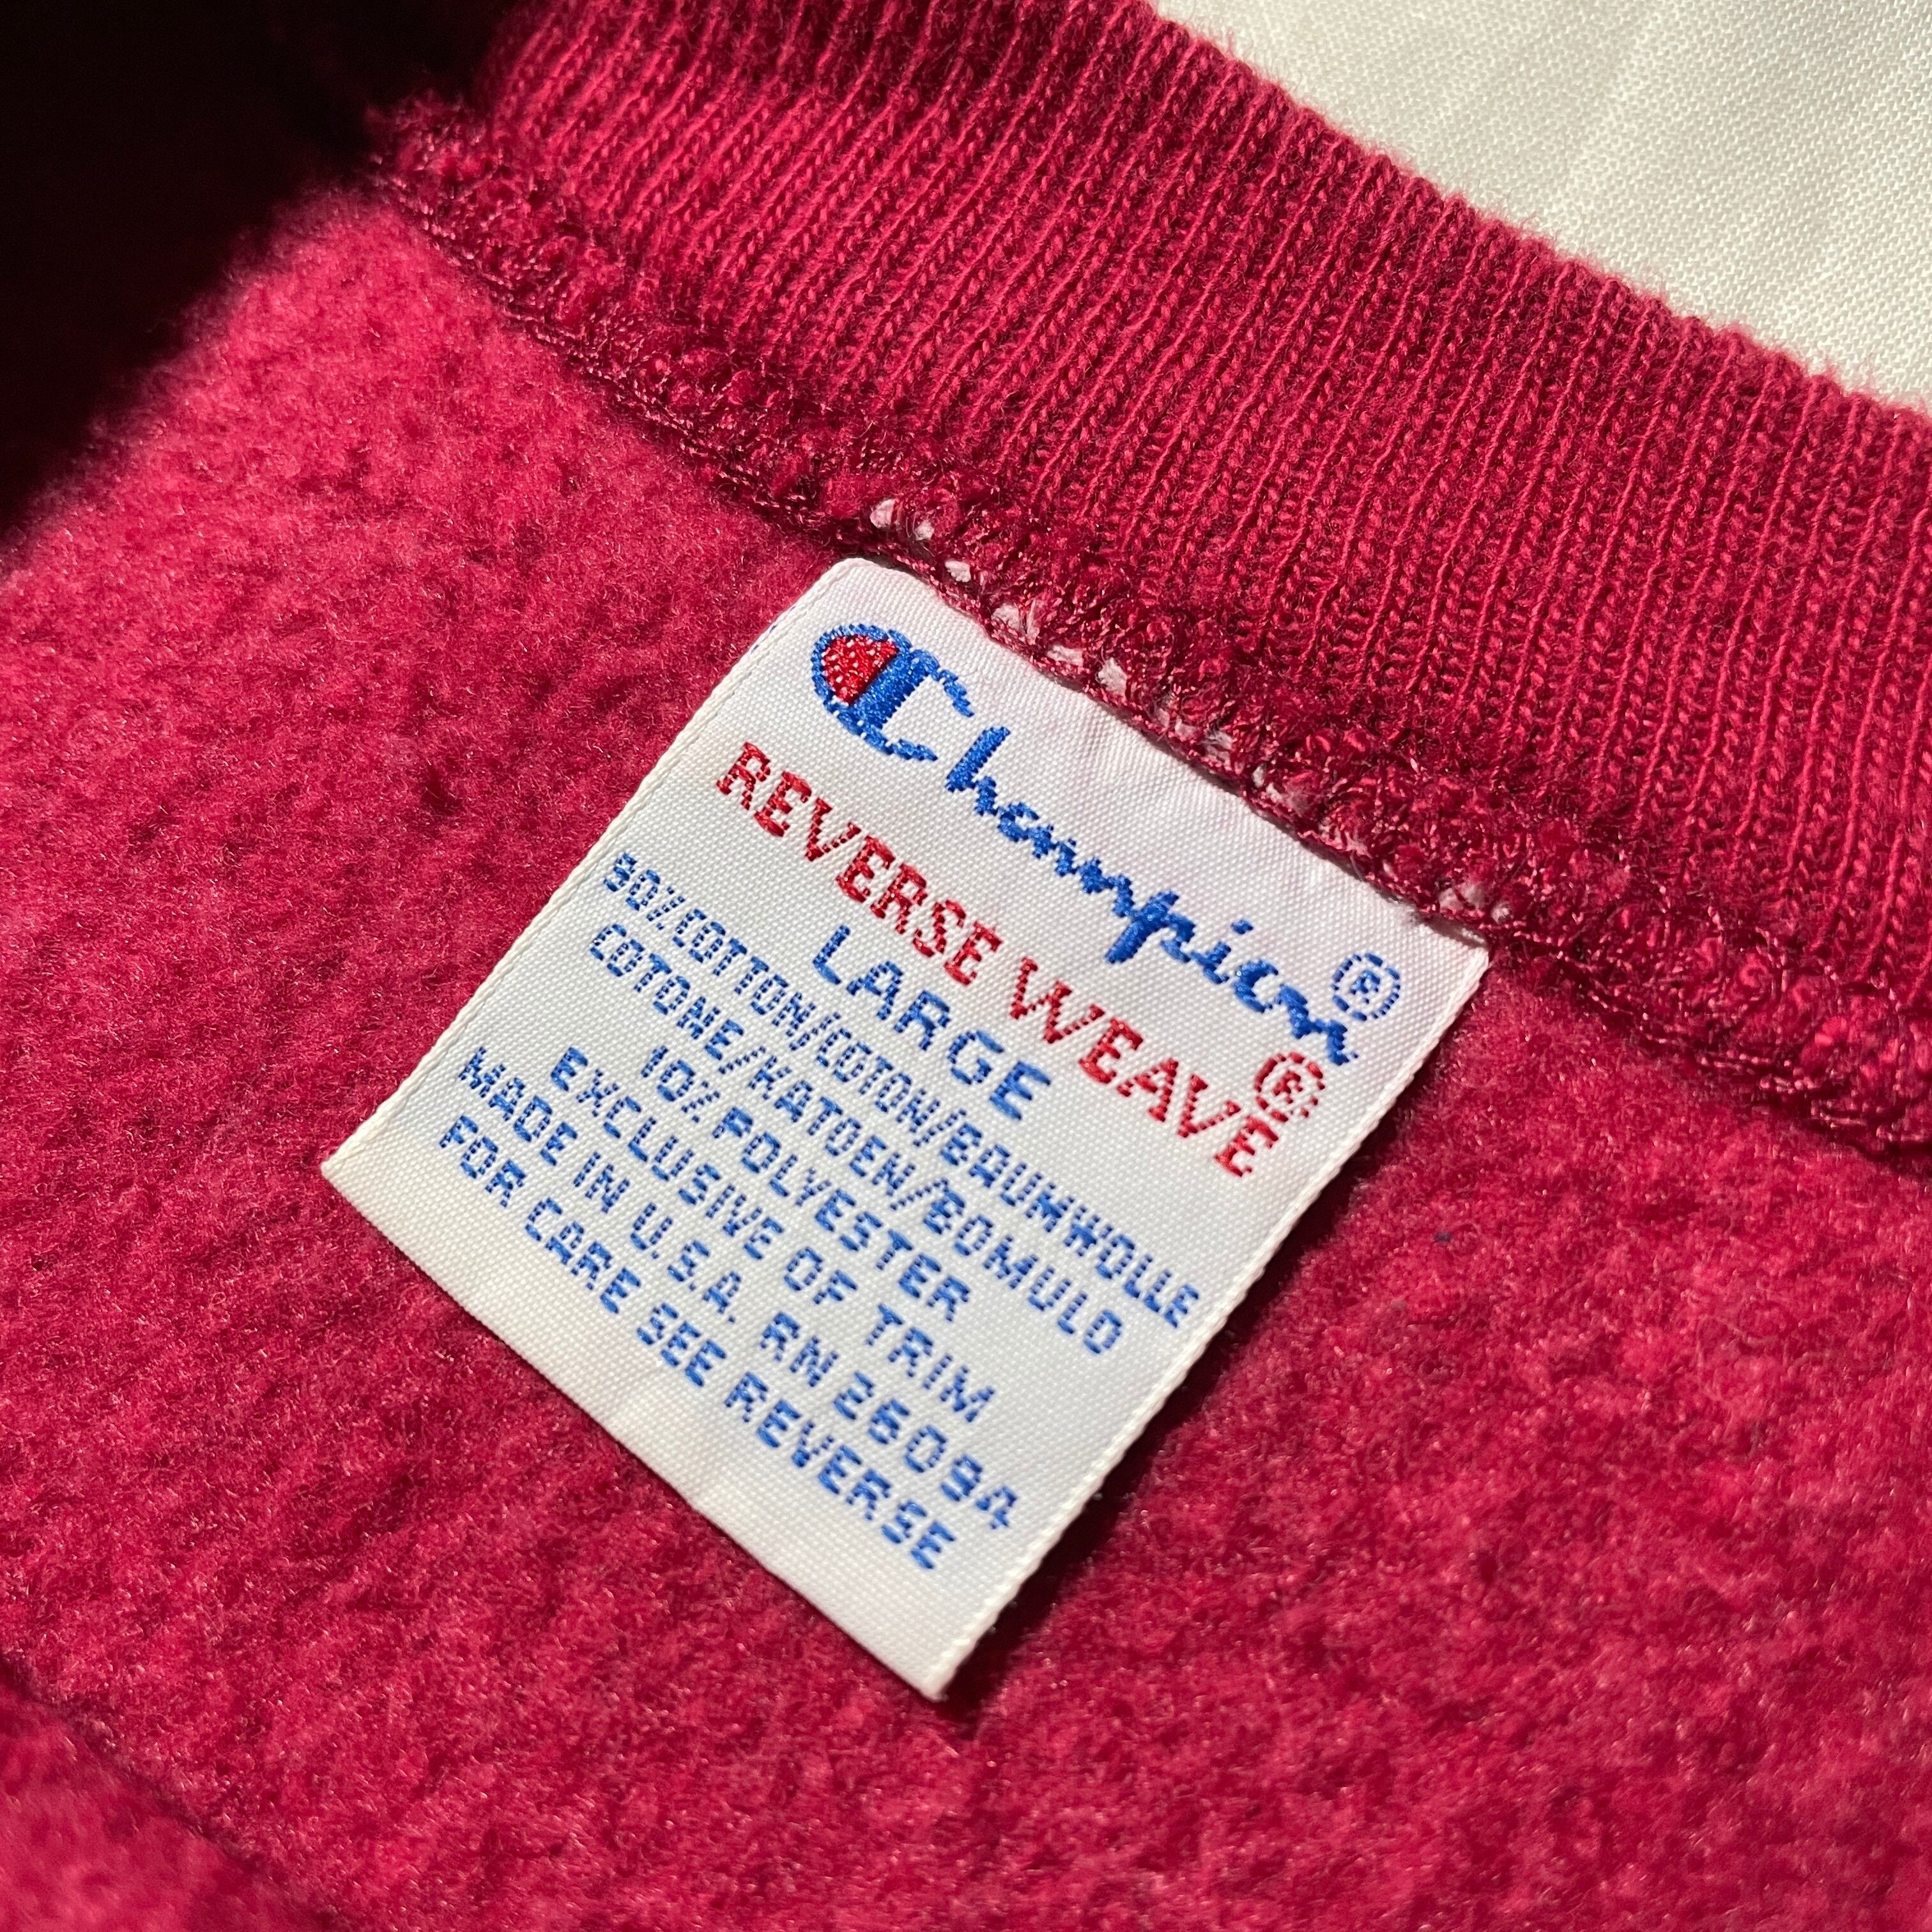 Champion®
REVERSE WEAVE®
LARGE
90%COTTON/COTON/BAUMWOLLE
COTONE/KATOEN/BOMULD
10% POLYESTER
EXCLUSIVE OF TRIM
MADE IN U.S.A. RN 26094
FOR CARE SEE REVERSE